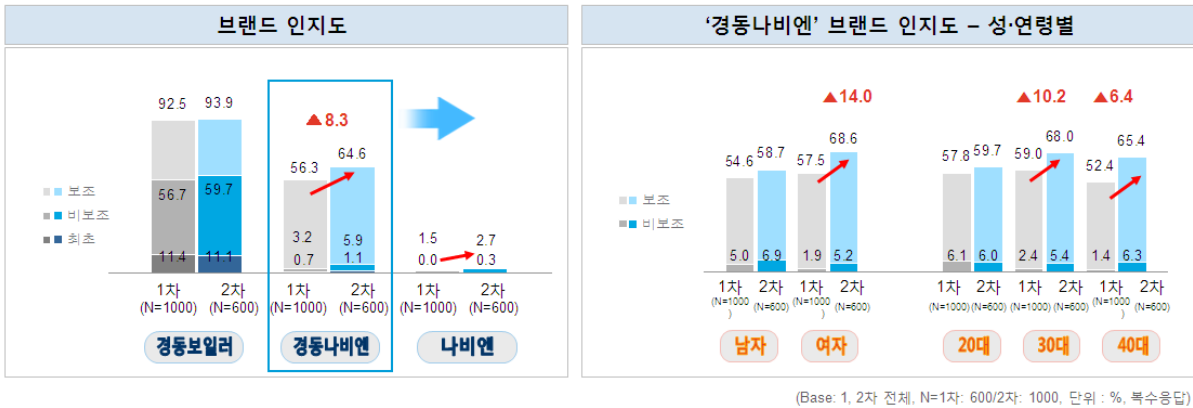 브랜드 인지도
92.5 93.9
▲8.3
56.3 64.6
보조
비보조
최초
56.7 59.7
11.4 11.1
3.2 5.9
0.7 1.1
1.5 2.7
0.0 0.3
1차 2차 1차 2차 1차 2차
(N=1000) (N=600) (N=1000) (N=600) (N=1000) (N=600)
경동보일러 경동나비엔 나비엔
‘경동나비엔’ 브랜드 인지도 – 성·연령별
▲14.0 ▲10.2 ▲6.4
54.6 58.7 57.5 68.6 57.8 59.7 59.0 68.0 52.4 65.4
보조
비보조
5.0 6.9 1.9 5.2 6.1 6.0 2.4 5.4 1.4 6.3
1차 2차 1차 2차 1차 2차 1차 2차 1차 2차
(N=1000) (N=600) (N=1000) (N=600) (N=1000) (N=600) (N=1000) (N=600) (N=1000) (N=600)
남자 여자 20대 30대 40대
(Base: 1, 2차 전체, N=1차: 600/2차: 1000, 단위 : %, 복수응답)